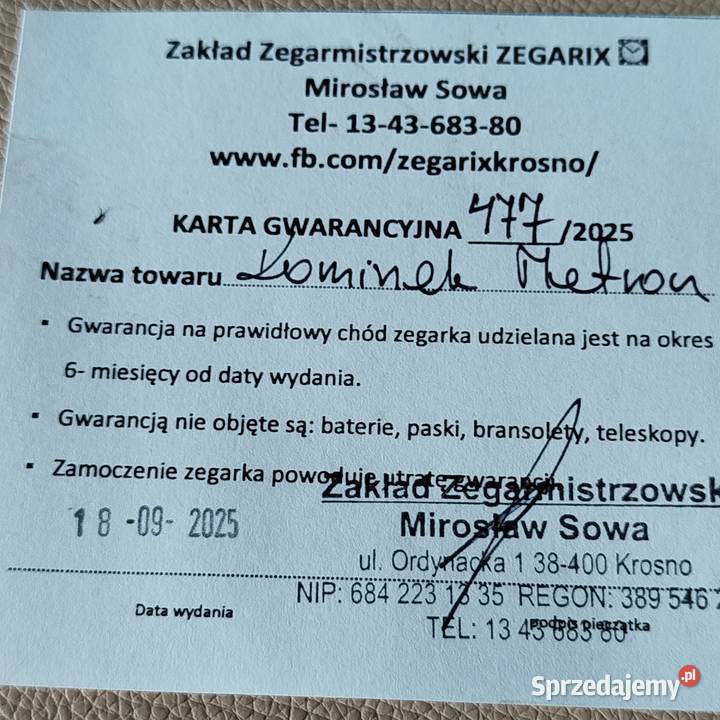 Zakład Zegarmistrzowski ZEGARIX
Mirosław Sowa
Tel- 13-43-683-80
www.fb.com/zegarixkrosno/
KARTA GWARANCYJNA 477/2025
Nazwa towaru Kominek Metron
▪ Gwarancja na prawidłowy chód zegarka udzielana jest na okres
6- miesięcy od daty wydania.
▪ Gwarancją nie objęte są: baterie, paski, bransolety, teleskopy.
▪ Zamoczenie zegarka powoduje utratę gwarancji
Zakład Zegarmistrzowsk
Mirosław Sowa
18-09-2025
ul. Ordynacka 1 38-400 Krosno
NIP: 684 223 13 35 REGON: 389 546 2
Data wydania
podpis pieczątka
TEL: 13 43 683 80
Sprzedajemy.pl